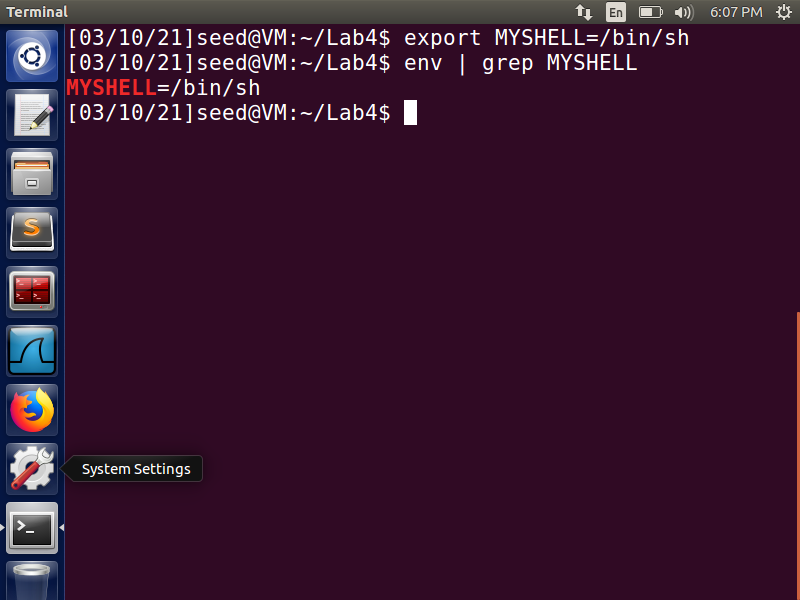 Terminal
En
6:07 PM
[03/10/21]seed@VM:~/Lab4$ export MYSHELL=/bin/sh
[03/10/21]seed@VM:~/Lab4$ env | grep MYSHELL
MYSHELL=/bin/sh
[03/10/21]seed@VM:~/Lab4$
S
>_ >_
>_ >_
System Settings
>_